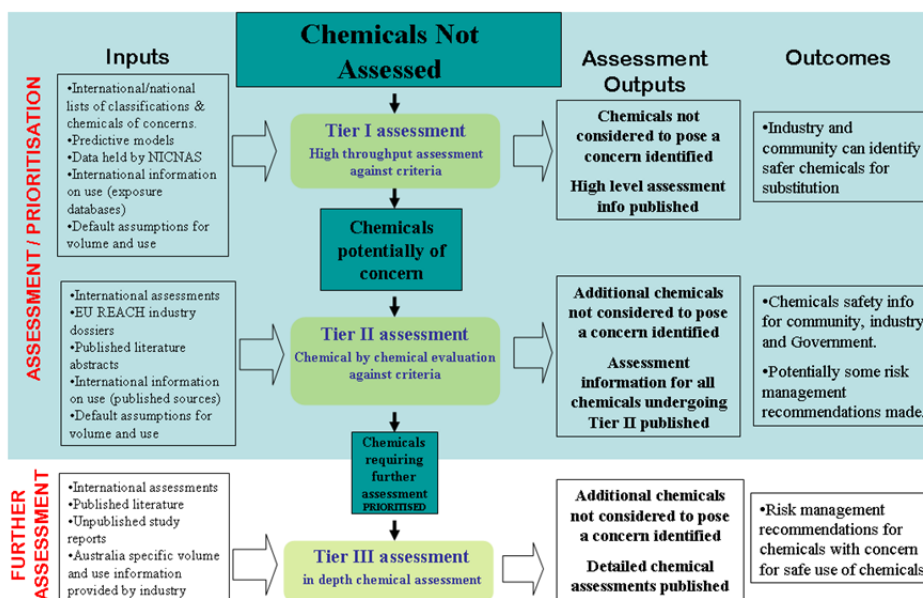 Inputs
Chemicals Not
Assessed
Assessment
Outputs
Outcomes
ASSESSMENT / PRIORITISATION
•International/national
lists of classifications &
chemicals of concerns.
•Predictive models
•Data held by NICNAS
•International information
on use (exposure
databases)
•Default assumptions for
volume and use
Tier I assessment
High throughput assessment
against criteria
Chemicals not
considered to pose a
concern identified
High level assessment
info published
•Industry and
community can identify
safer chemicals for
substitution
Chemicals
potentially of
concern
•International assessments
•EU REACH industry
dossiers
•Published literature
abstracts
•International information
on use (published sources)
•Default assumptions for
volume and use
Tier II assessment
Chemical by chemical evaluation
against criteria
Additional chemicals
not considered to pose
a concern identified
Assessment
information for all
chemicals undergoing
Tier II published
•Chemicals safety info
for community, industry
and Government.
•Potentially some risk
management
recommendations made.
Chemicals
requiring
further
assessment
PRIORITISED
FURTHER
ASSESSMENT
•International assessments
•Published literature
•Unpublished study
reports
•Australia specific volume
and use information
provided by industry
Tier III assessment
in depth chemical assessment
Additional chemicals
not considered to pose
a concern identified
Detailed chemical
assessments published
•Risk management
recommendations for
chemicals with concern
for safe use of chemicals